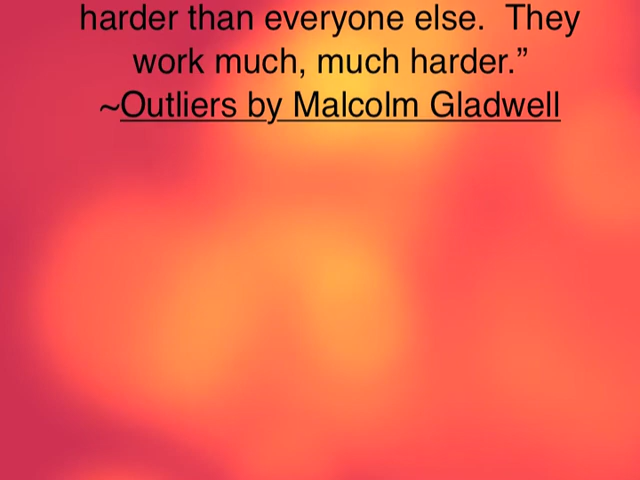 harder than everyone else.  They
work much, much harder.”
~Outliers by Malcolm Gladwell